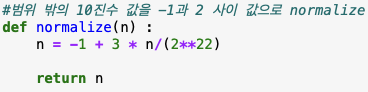 #범위 밖의 10진수 값을 -1과 2 사이 값으로 normalize
def normalize(n) :
    n = -1 + 3 * n/(2**22)
    return n